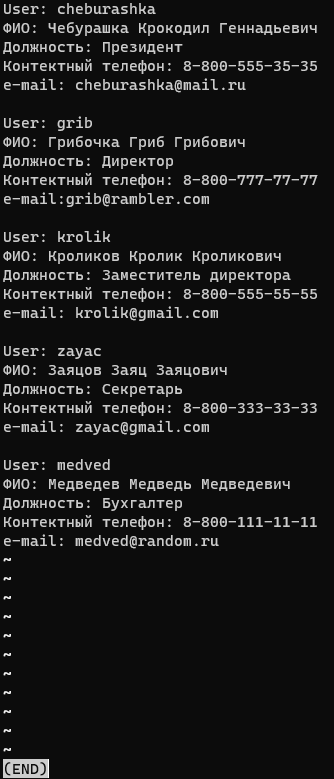 User: cheburashka
ФИО: Чебурашка Крокодил Геннадьевич
Должность: Президент
Контектный телефон: 8-800-555-35-35
e-mail: cheburashka@mail.ru

User: grib
ФИО: Грибочка Гриб Грибович
Должность: Директор
Контектный телефон: 8-800-777-77-77
e-mail:grib@rambler.com

User: krolik
ФИО: Кроликов Кролик Кроликович
Должность: Заместитель директора
Контектный телефон: 8-800-555-55-55
e-mail: krolik@gmail.com

User: zayac
ФИО: Заяцов Заяц Заяцович
Должность: Секретарь
Контектный телефон: 8-800-333-33-33
e-mail: zayac@gmail.com

User: medved
ФИО: Медведев Медведь Медведевич
Должность: Бухгалтер
Контектный телефон: 8-800-111-11-11
e-mail: medved@random.ru
~
~
~
~
~
~
~
~
~
~
~
(END)